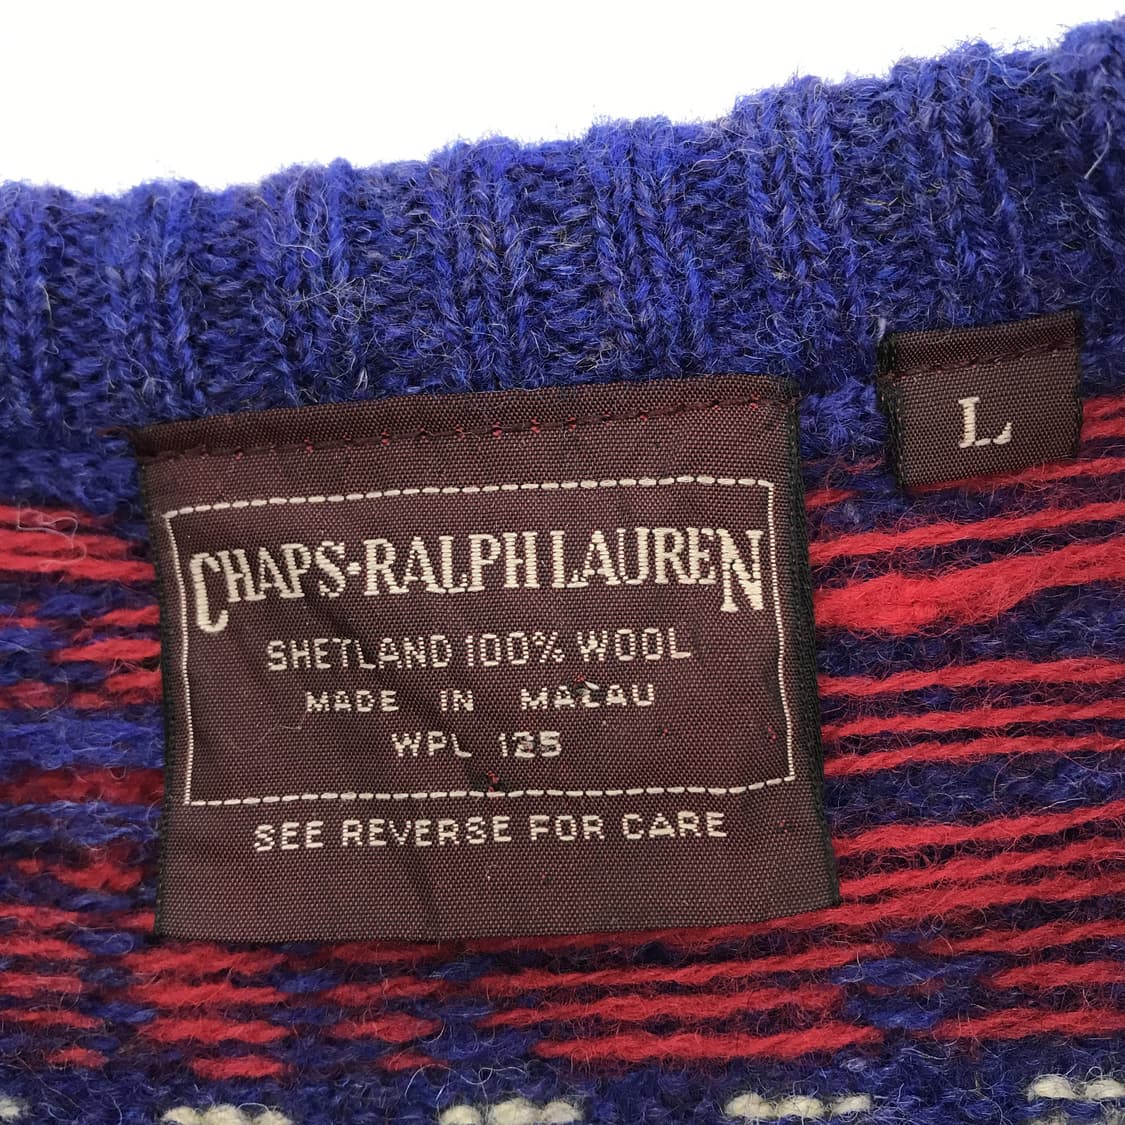 CHAPS-RALPH LAUREN
SHETLAND 100% WOOL
MADE IN MACAU
WPL 125
SEE REVERSE FOR CARE
L